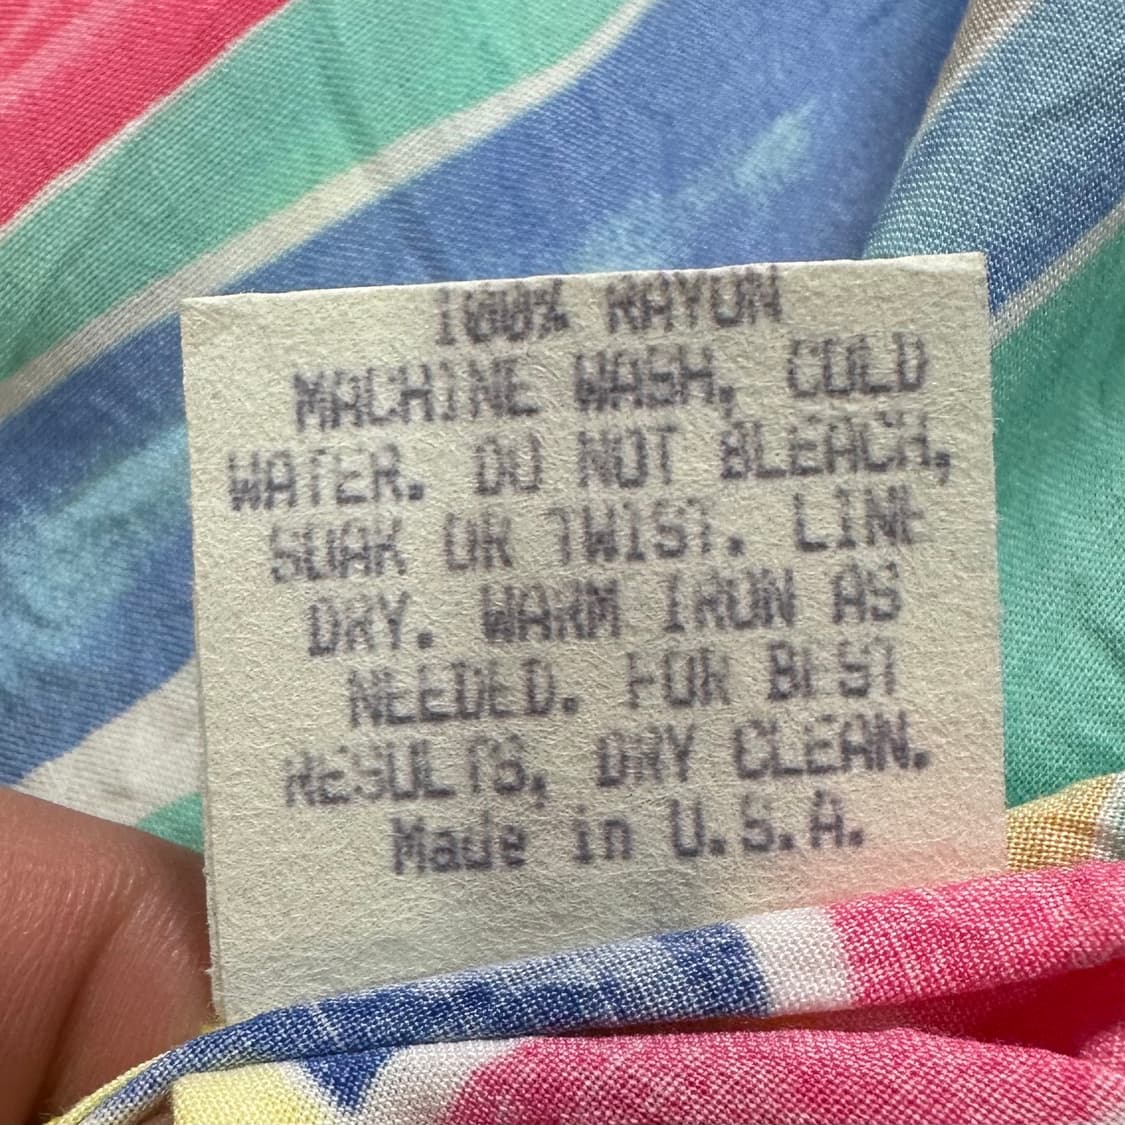 100% RAYON
MACHINE WASH, COLD
WATER. DO NOT BLEACH,
SOAK OR TWIST. LINE
DRY. WARM IRON AS
NEEDED. FOR BEST
RESULTS, DRY CLEAN.
Made in U.S.A.